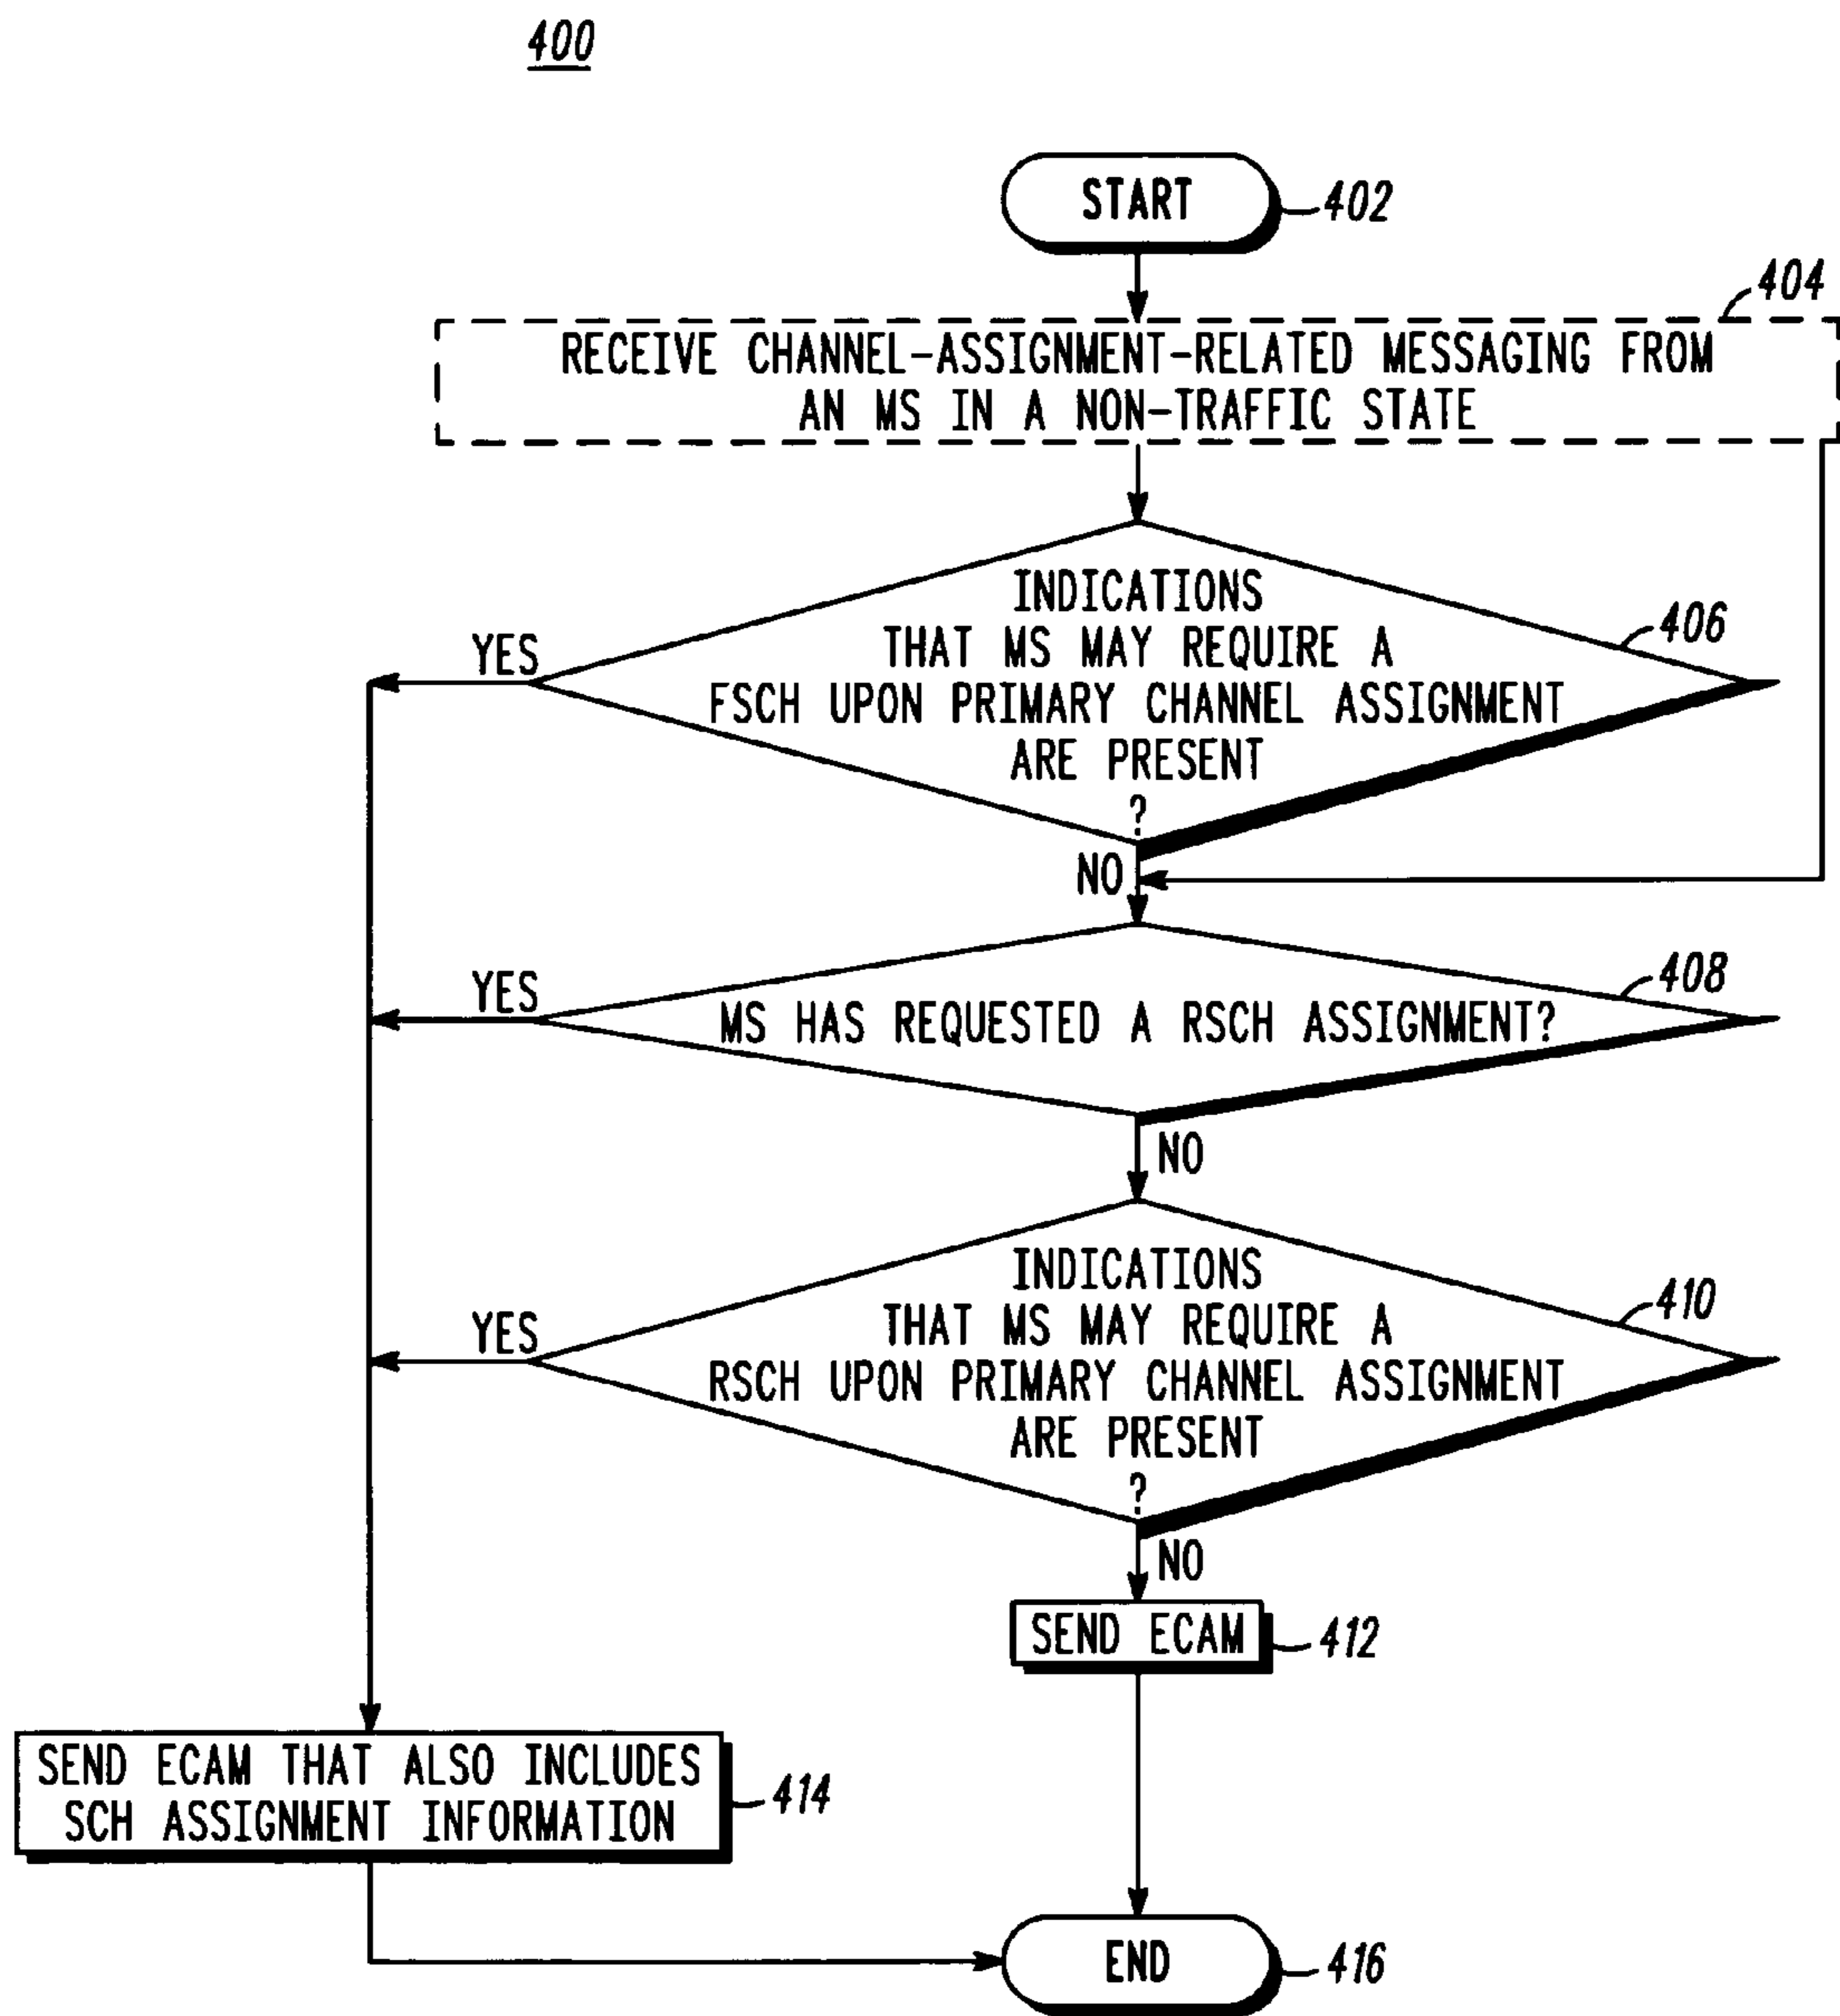 400
START
402
404
RECEIVE CHANNEL-ASSIGNMENT-RELATED MESSAGING FROM
AN MS IN A NON-TRAFFIC STATE
INDICATIONS
THAT MS MAY REQUIRE A
FSCH UPON PRIMARY CHANNEL ASSIGNMENT
ARE PRESENT
?
406
YES
NO
MS HAS REQUESTED A RSCH ASSIGNMENT?
408
YES
NO
INDICATIONS
THAT MS MAY REQUIRE A
RSCH UPON PRIMARY CHANNEL ASSIGNMENT
ARE PRESENT
?
410
YES
NO
SEND ECAM
412
SEND ECAM THAT ALSO INCLUDES
SCH ASSIGNMENT INFORMATION
414
END
416